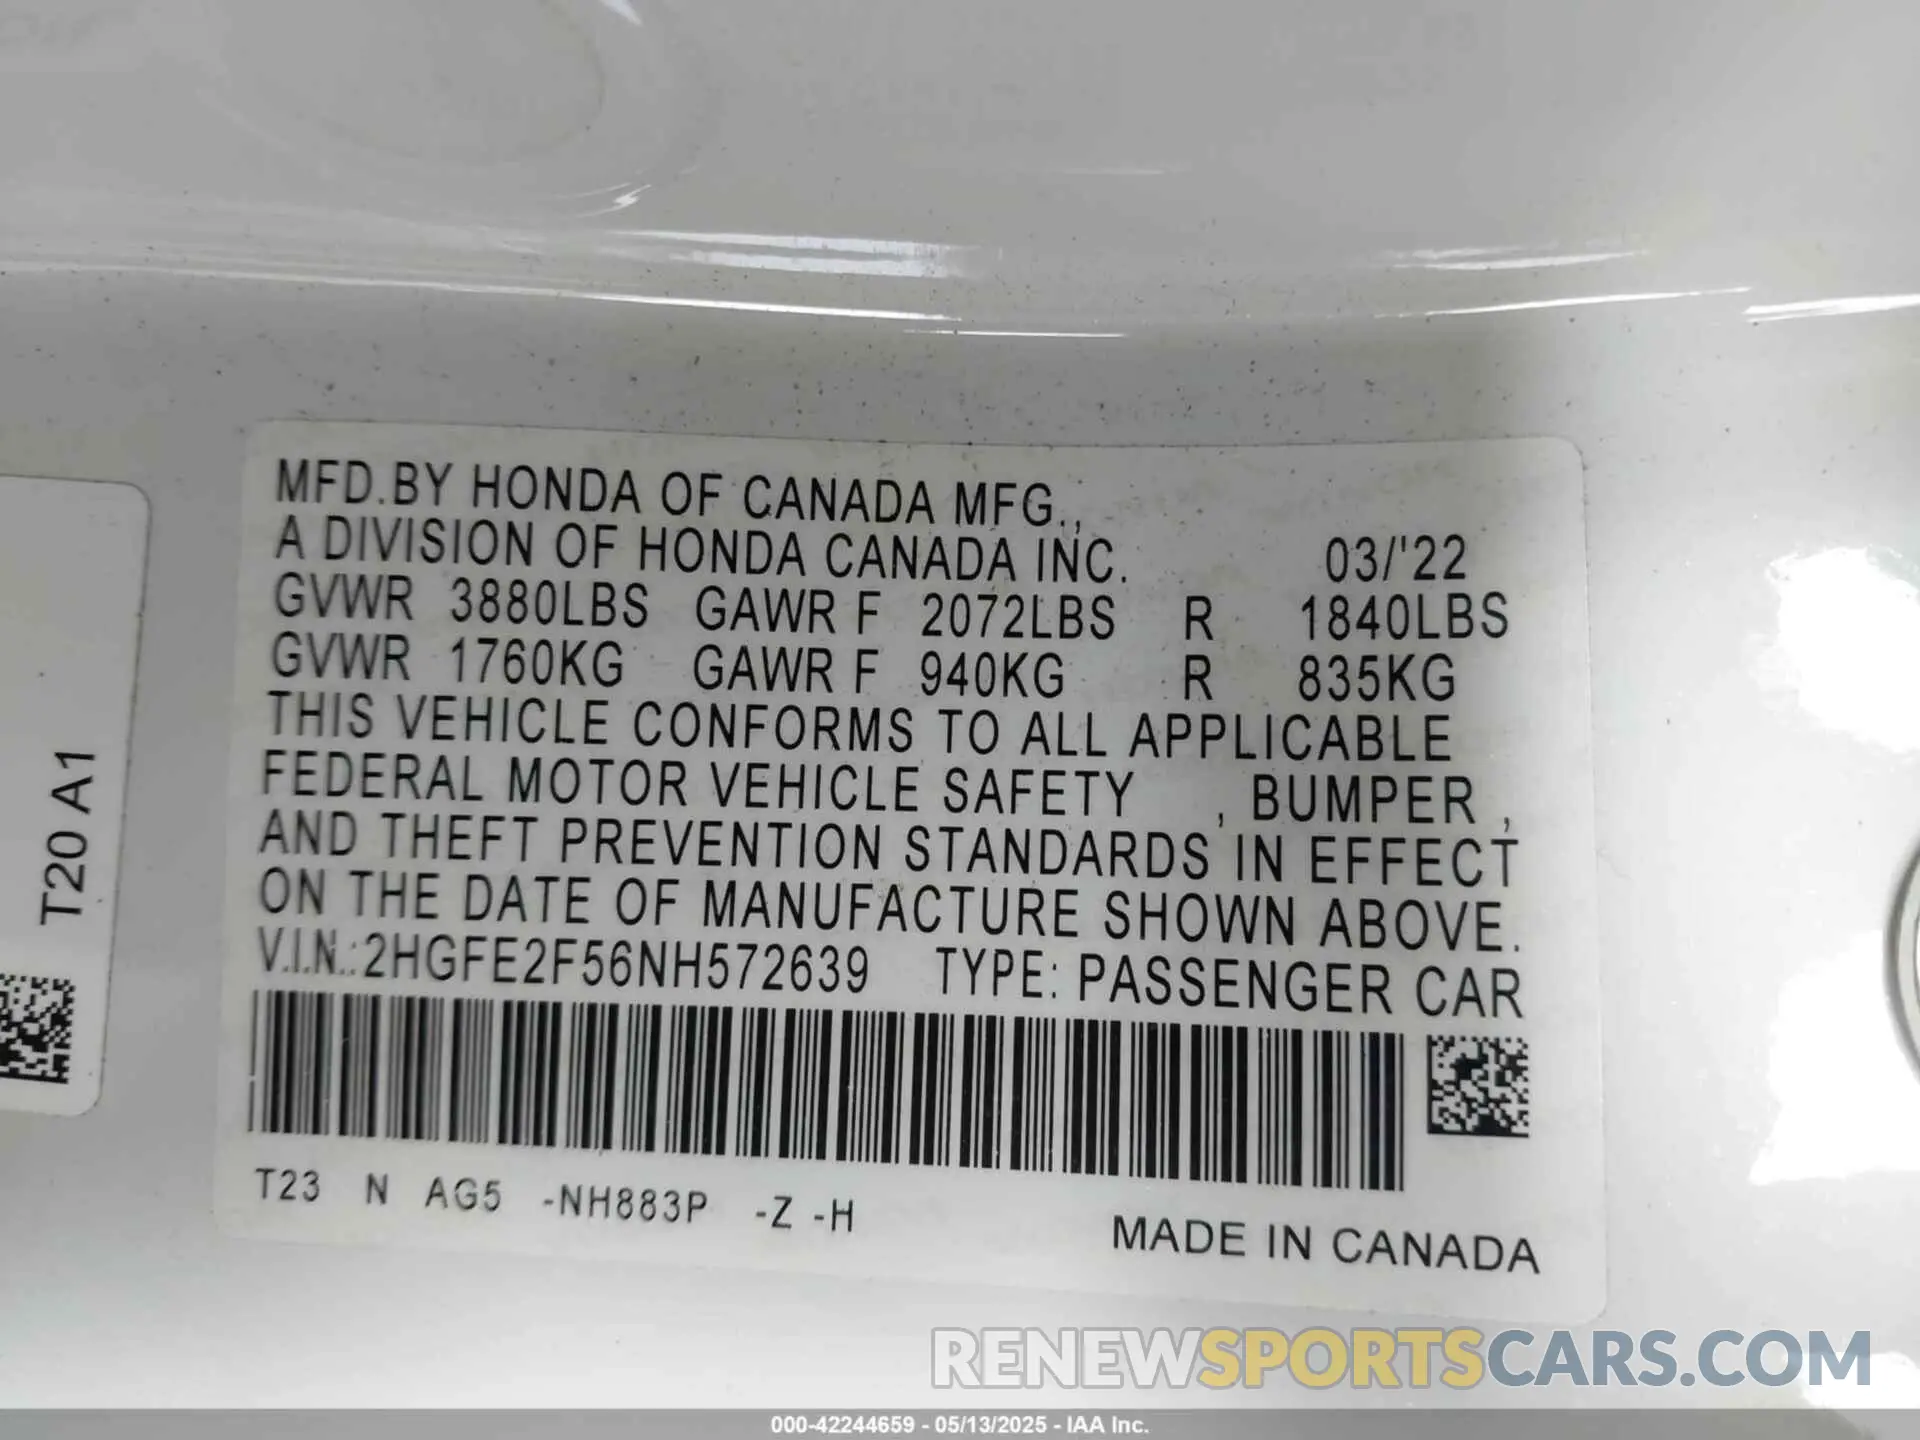 MFD.BY HONDA OF CANADA MFG.,
A DIVISION OF HONDA CANADA INC. 03/'22
GVWR 3880LBS GAWR F 2072LBS R 1840LBS
GVWR 1760KG GAWR F 940KG R 835KG
THIS VEHICLE CONFORMS TO ALL APPLICABLE
FEDERAL MOTOR VEHICLE SAFETY , BUMPER ,
AND THEFT PREVENTION STANDARDS IN EFFECT
ON THE DATE OF MANUFACTURE SHOWN ABOVE.
V.I.N.:2HGFE2F56NH572639 TYPE: PASSENGER CAR
T23 N AG5 -NH883P -Z -H
MADE IN CANADA
T20 A1
RENEWSPORTSCARS.COM
000-42244659 - 05/13/2025 - IAA Inc.